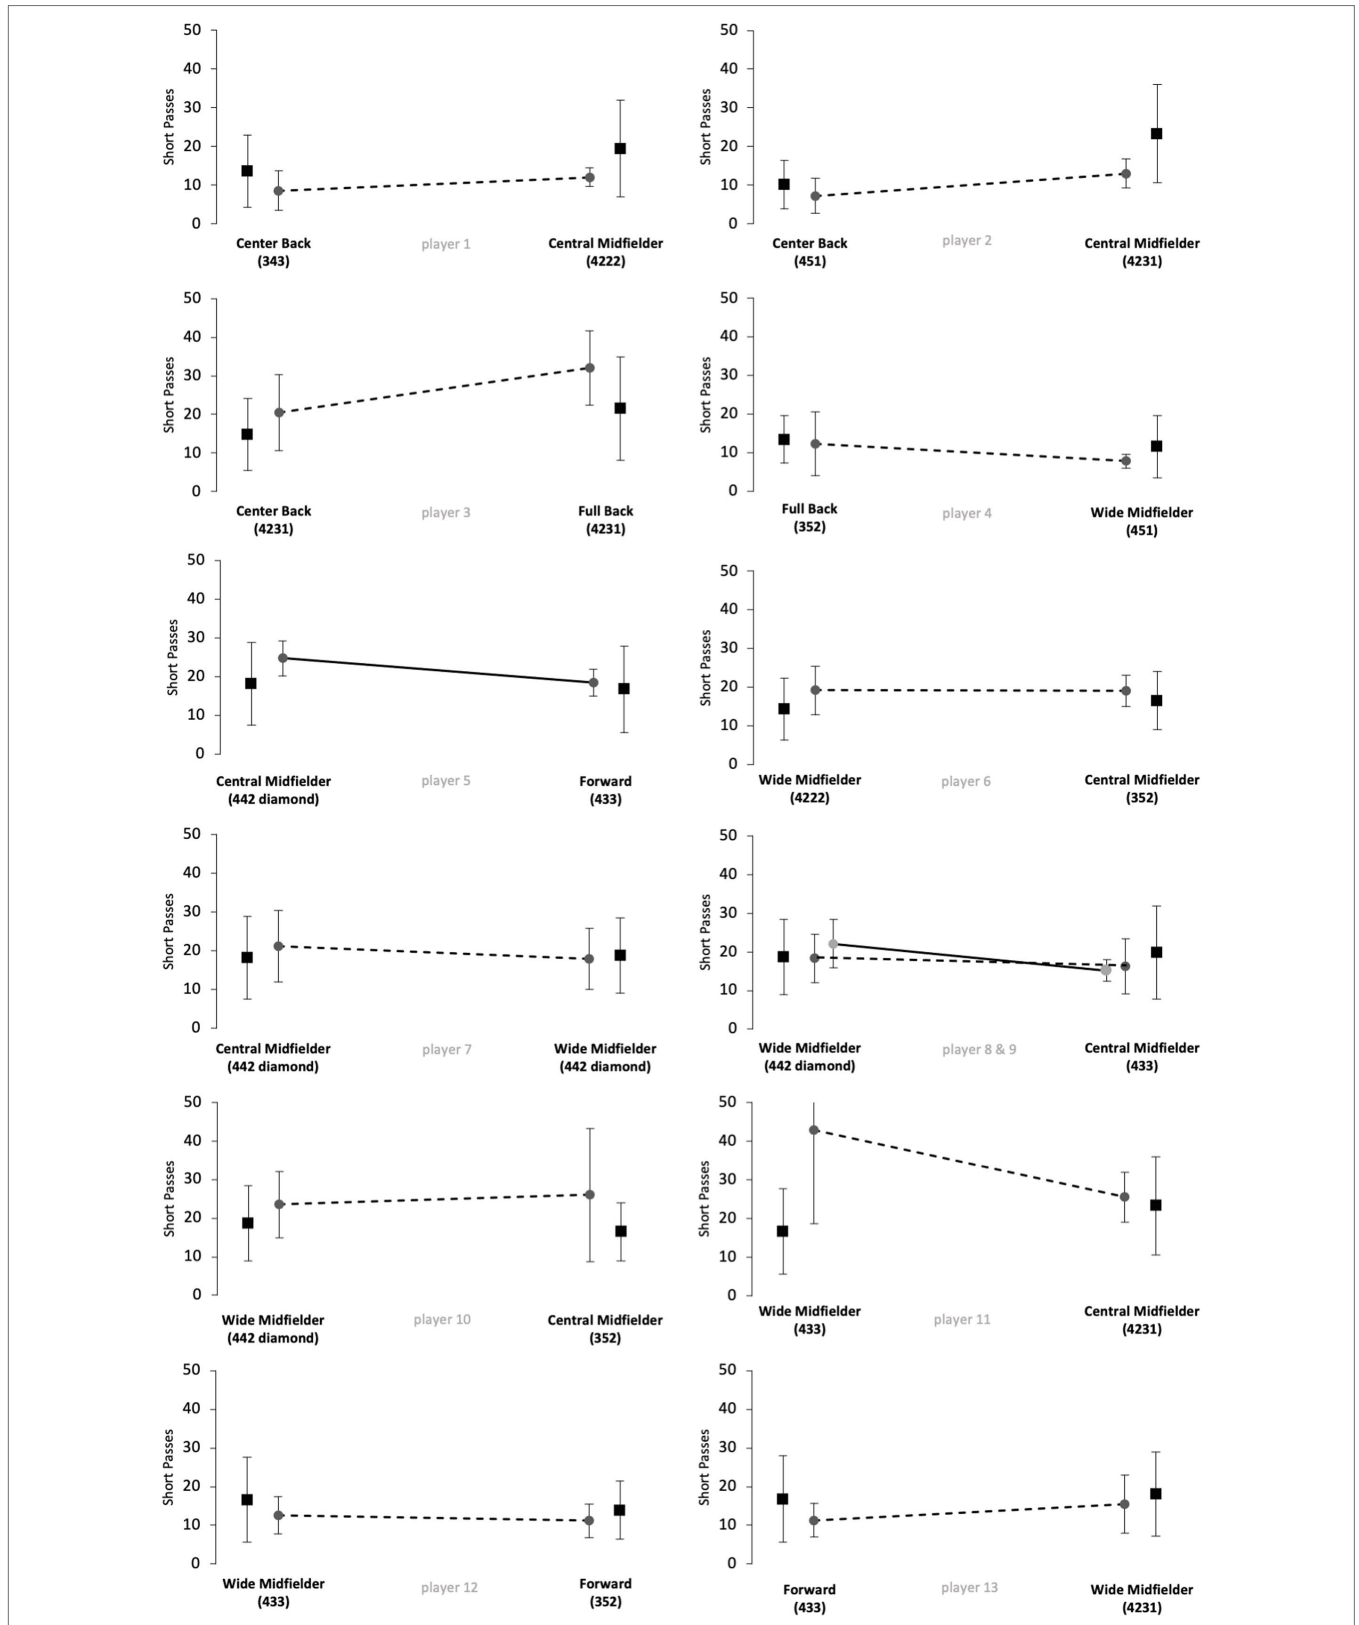 50
40
30
20
10
0
Short Passes
Center Back
(343)
player 1
Central Midfielder
(4222)
50
40
30
20
10
0
Short Passes
Center Back
(451)
player 2
Central Midfielder
(4231)
50
40
30
20
10
0
Short Passes
Center Back
(4231)
player 3
Full Back
(4231)
50
40
30
20
10
0
Short Passes
Full Back
(352)
player 4
Wide Midfielder
(451)
50
40
30
20
10
0
Short Passes
Central Midfielder
(442 diamond)
player 5
Forward
(433)
50
40
30
20
10
0
Short Passes
Wide Midfielder
(4222)
player 6
Central Midfielder
(352)
50
40
30
20
10
0
Short Passes
Central Midfielder
(442 diamond)
player 7
Wide Midfielder
(442 diamond)
50
40
30
20
10
0
Short Passes
Wide Midfielder
(442 diamond)
player 8 & 9
Central Midfielder
(433)
50
40
30
20
10
0
Short Passes
Wide Midfielder
(442 diamond)
player 10
Central Midfielder
(352)
50
40
30
20
10
0
Short Passes
Wide Midfielder
(433)
player 11
Central Midfielder
(4231)
50
40
30
20
10
0
Short Passes
Wide Midfielder
(433)
player 12
Forward
(352)
50
40
30
20
10
0
Short Passes
Forward
(433)
player 13
Wide Midfielder
(4231)